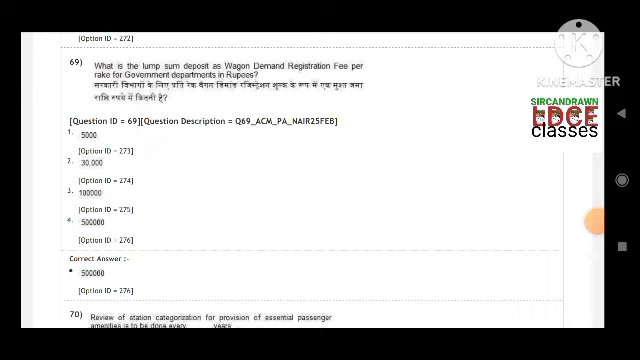 [Option ID = 272]
69) What is the lump sum deposit as Wagon Demand Registration Fee per
rake for Government departments in Rupees?
सरकारी विभागों के लिए प्रति रेक वैगन डिमांड रजिस्ट्रेशन शुल्क के रूप में एक मुश्त जमा
राशि रुपये में कितनी है?
[Question ID = 69][Question Description = Q69_ACM_PA_NAIR25FEB]
1. 5000
[Option ID = 273]
2. 30,000
[Option ID = 274]
3. 100000
[Option ID = 275]
4. 500000
[Option ID = 276]
Correct Answer :-
• 500000
[Option ID = 276]
70) Review of station categorization for provision of essential passenger
amenities is to be done every ______ years
KINEMASTER
SIRCANDRAWN
LDCE
classes